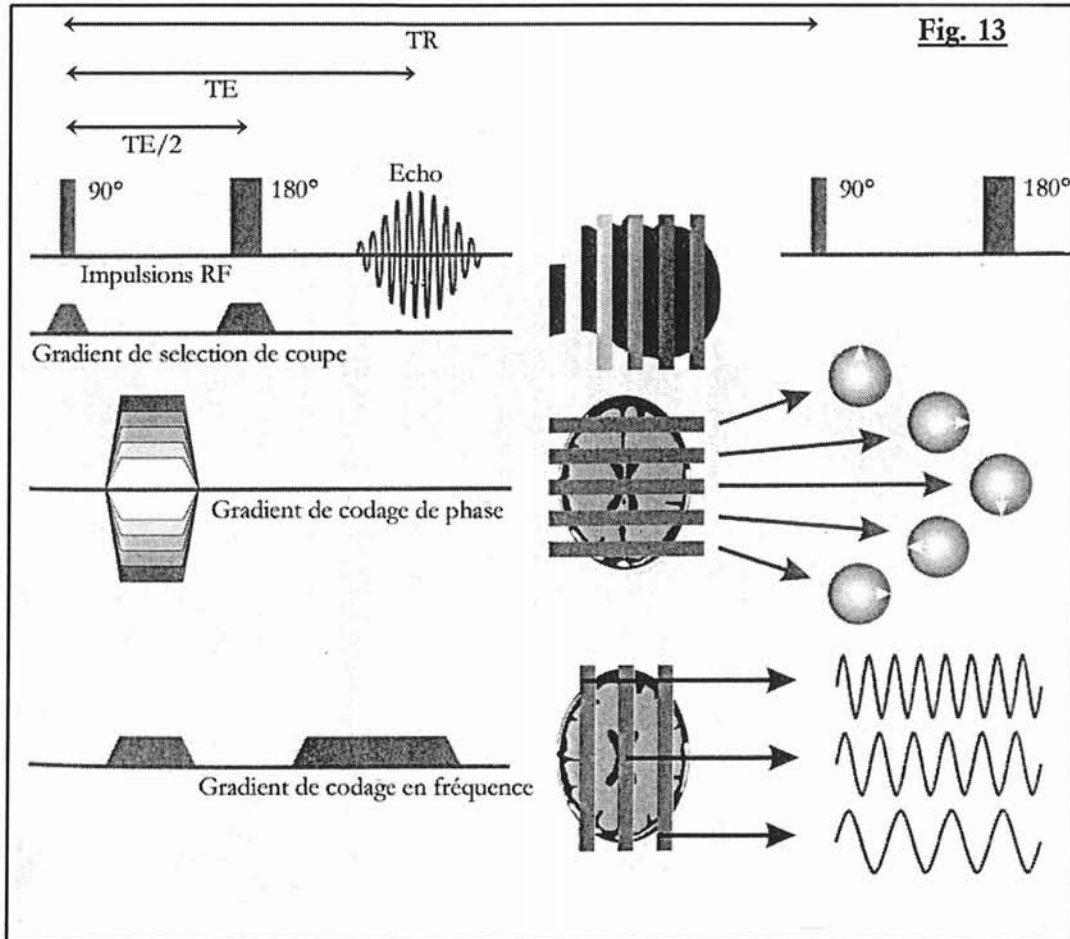 Fig. 13
TR
TE
TE/2
90°
180°
Echo
90°
180°
Impulsions RF
Gradient de selection de coupe
Gradient de codage de phase
Gradient de codage en fréquence